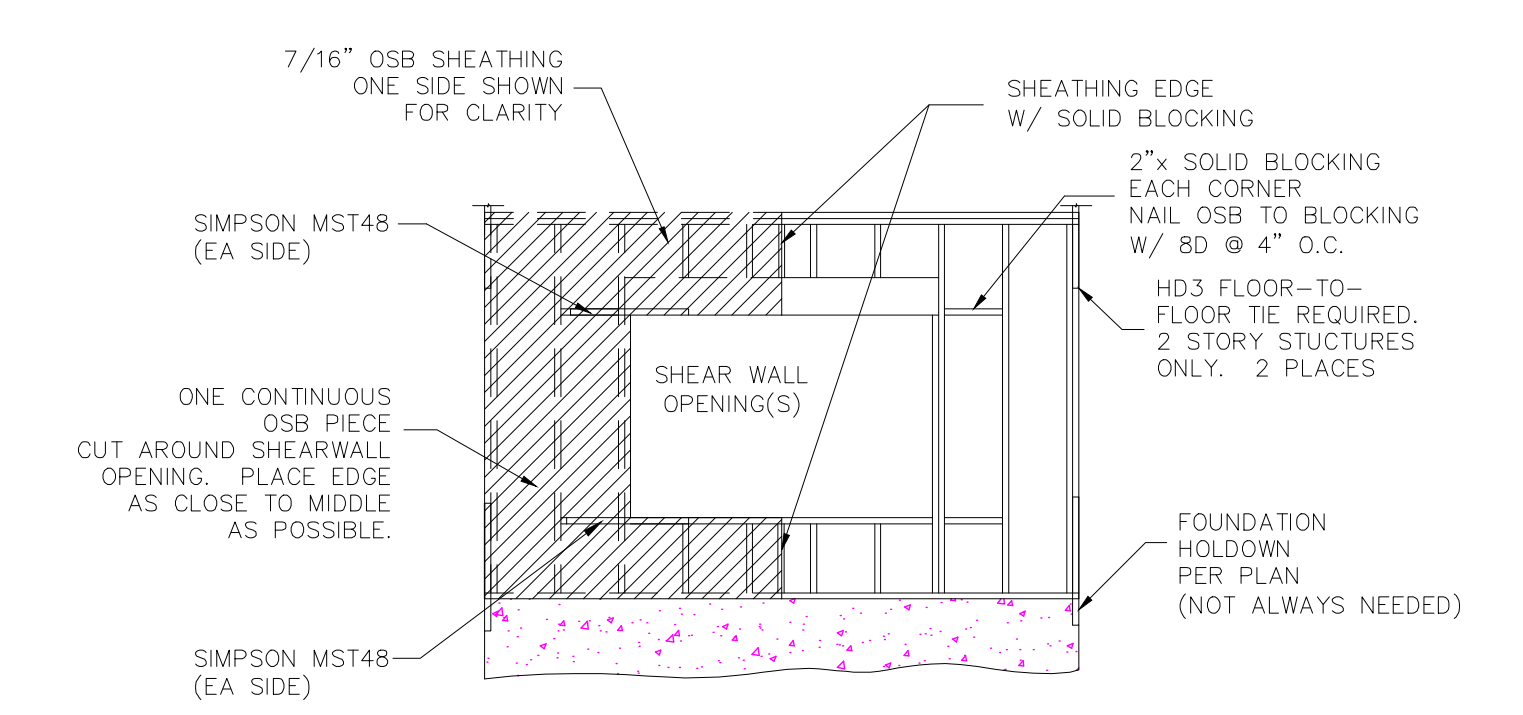 7/16” OSB SHEATHING
ONE SIDE SHOWN
FOR CLARITY
SHEATHING EDGE
W/ SOLID BLOCKING
2”x SOLID BLOCKING
EACH CORNER
NAIL OSB TO BLOCKING
W/ 8D @ 4” O.C.
SIMPSON MST48
(EA SIDE)
HD3 FLOOR-TO-
FLOOR TIE REQUIRED.
2 STORY STUCTURES
ONLY. 2 PLACES
SHEAR WALL
OPENING(S)
ONE CONTINUOUS
OSB PIECE
CUT AROUND SHEARWALL
OPENING. PLACE EDGE
AS CLOSE TO MIDDLE
AS POSSIBLE.
FOUNDATION
HOLDOWN
PER PLAN
(NOT ALWAYS NEEDED)
SIMPSON MST48
(EA SIDE)